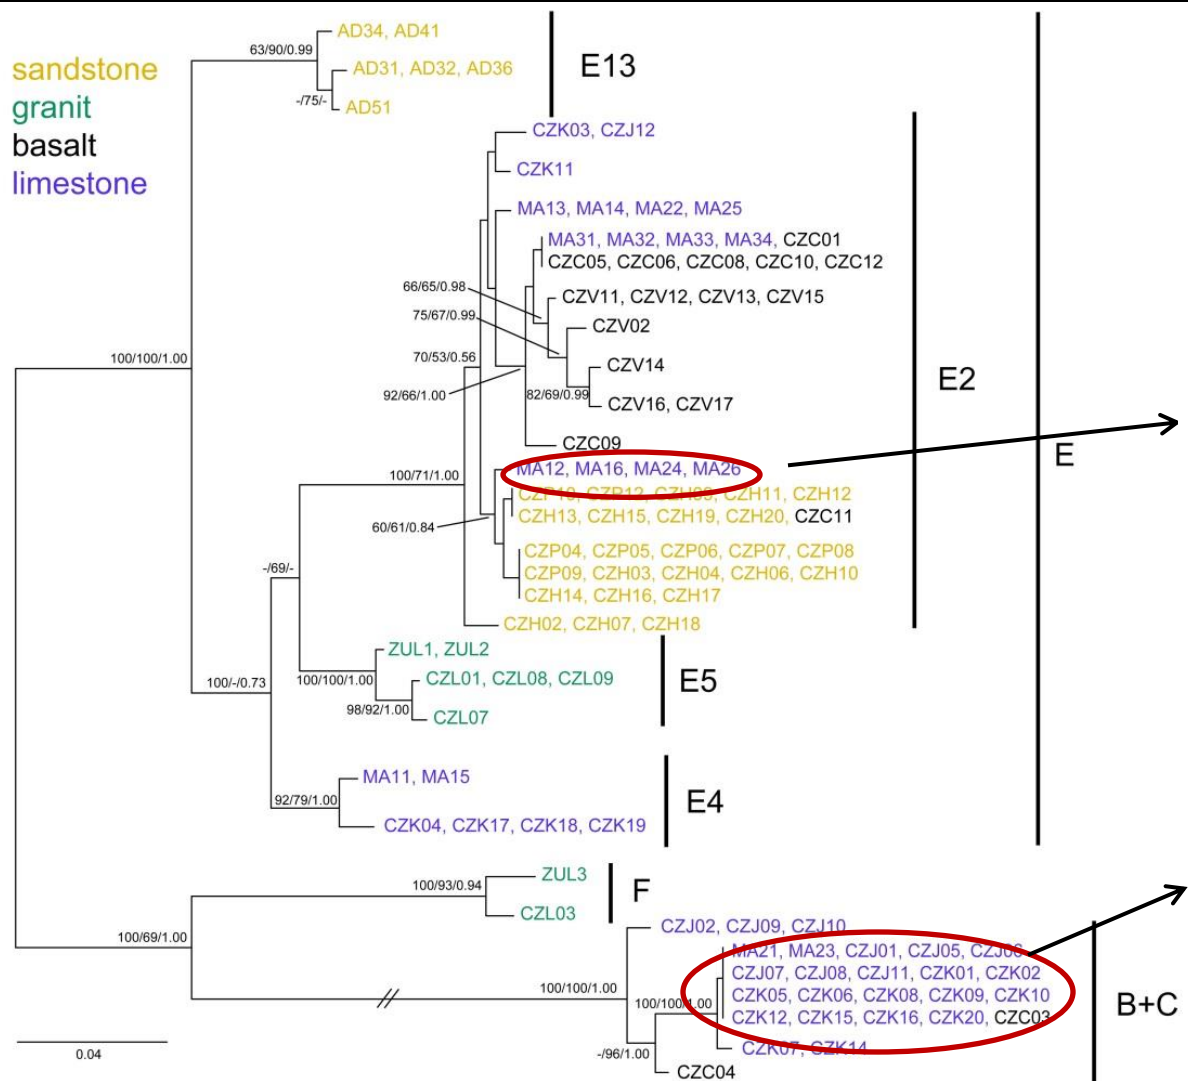 sandstone
granit
basalt
limestone
63/90/0.99
AD34, AD41
AD31, AD32, AD36
-/75/-
AD51
E13
CZK03, CZJ12
CZK11
MA13, MA14, MA22, MA25
MA31, MA32, MA33, MA34, CZC01
CZC05, CZC06, CZC08, CZC10, CZC12
66/65/0.98
CZV11, CZV12, CZV13, CZV15
75/67/0.99
CZV02
100/100/1.00
70/53/0.56
CZV14
92/66/1.00
82/69/0.99
CZV16, CZV17
E2
CZC09
E
100/71/1.00
MA12, MA16, MA24, MA26
CZP10, CZP12, CZH09, CZH11, CZH12
CZH13, CZH15, CZH19, CZH20, CZC11
60/61/0.84
CZP04, CZP05, CZP06, CZP07, CZP08
CZP09, CZH03, CZH04, CZH06, CZH10
CZH14, CZH16, CZH17
-/69/-
CZH02, CZH07, CZH18
ZUL1, ZUL2
100/-/0.73
100/100/1.00
CZL01, CZL08, CZL09
E5
98/92/1.00
CZL07
MA11, MA15
92/79/1.00
E4
CZK04, CZK17, CZK18, CZK19
ZUL3
100/93/0.94
F
CZL03
100/69/1.00
CZJ02, CZJ09, CZJ10
MA21, MA23, CZJ01, CZJ05, CZJ06
CZJ07, CZJ08, CZJ11, CZK01, CZK02
100/100/1.00
CZK05, CZK06, CZK08, CZK09, CZK10
100/100/1.00
CZK12, CZK15, CZK16, CZK20, CZC03
B+C
CZK07, CZK14
-/96/1.00
CZC04
0.04